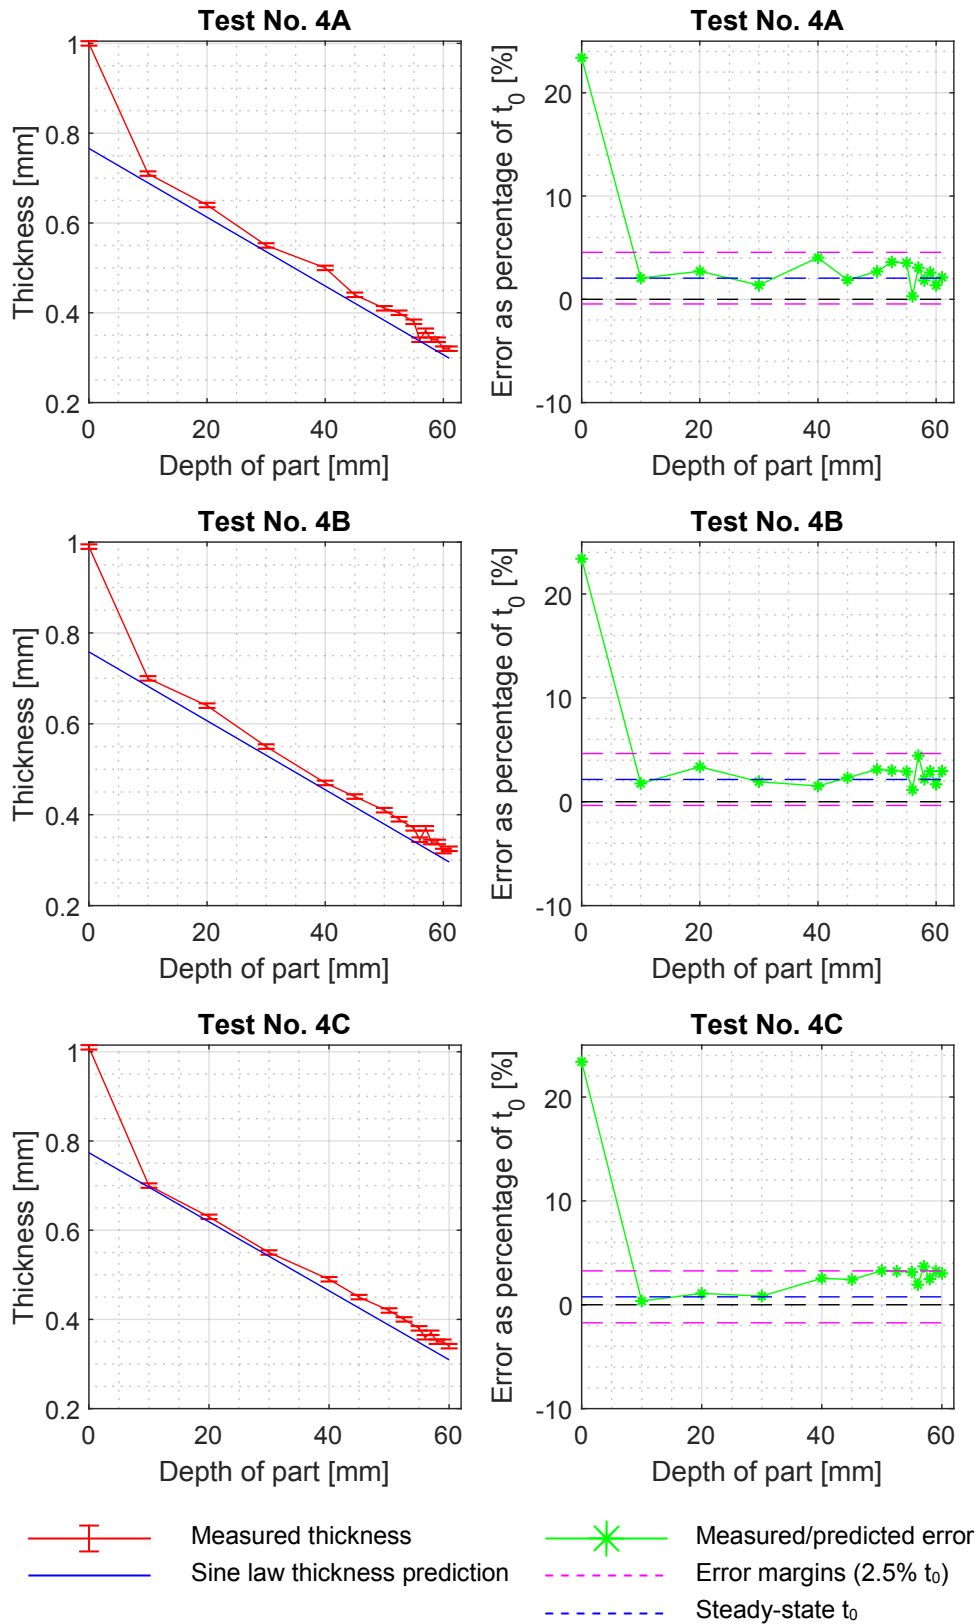 Test No. 4A
Thickness [mm]
1
0.8
0.6
0.4
0.2
0 20 40 60
Depth of part [mm]
Test No. 4A
Error as percentage of t0 [%]
20
10
0
-10
0 20 40 60
Depth of part [mm]
Test No. 4B
Thickness [mm]
1
0.8
0.6
0.4
0.2
0 20 40 60
Depth of part [mm]
Test No. 4B
Error as percentage of t0 [%]
20
10
0
-10
0 20 40 60
Depth of part [mm]
Test No. 4C
Thickness [mm]
1
0.8
0.6
0.4
0.2
0 20 40 60
Depth of part [mm]
Test No. 4C
Error as percentage of t0 [%]
20
10
0
-10
0 20 40 60
Depth of part [mm]
Measured thickness
Sine law thickness prediction
Measured/predicted error
Error margins (2.5% t0)
Steady-state t0